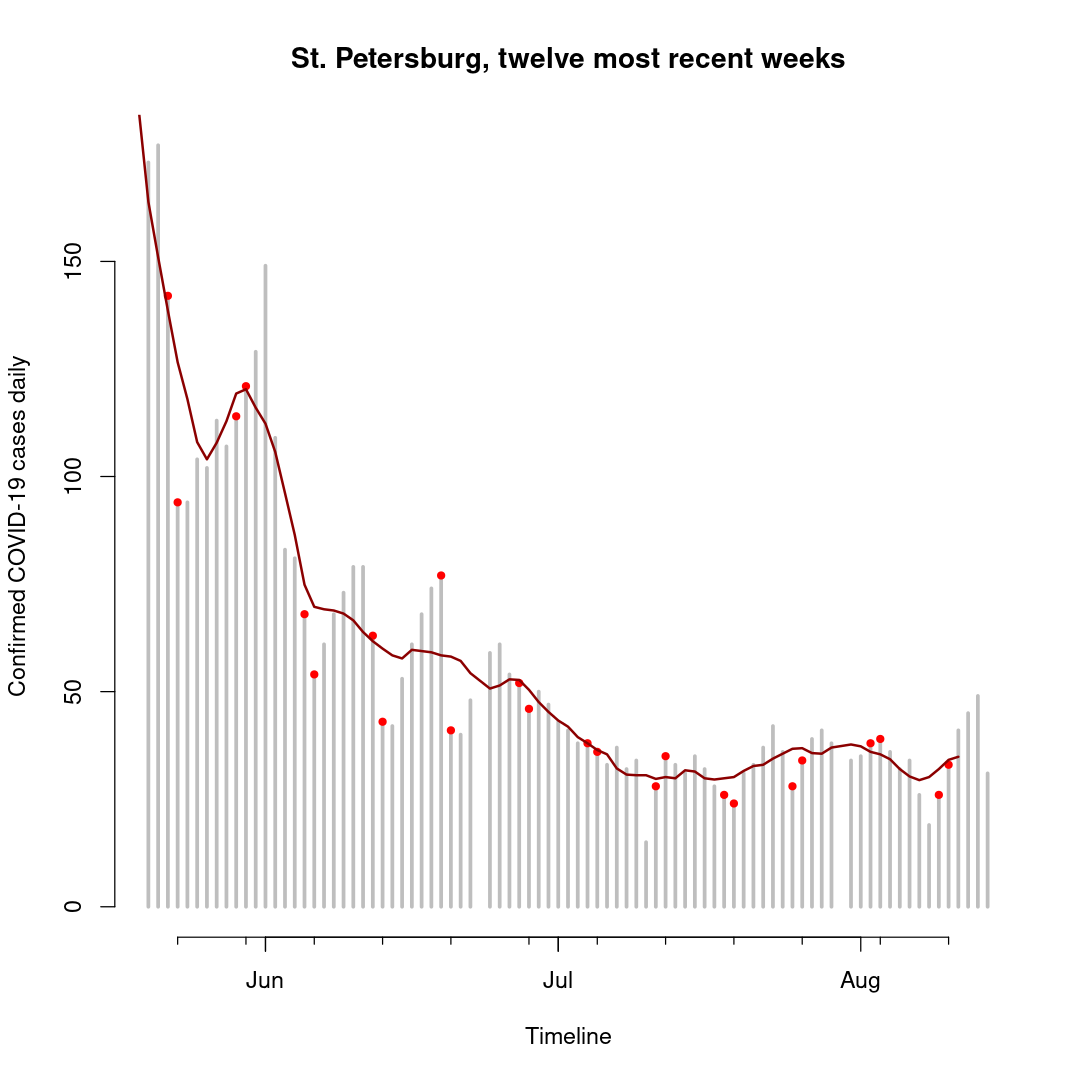 St. Petersburg, twelve most recent weeks
Confirmed COVID-19 cases daily
150
100
50
0
Jun Jul Aug
Timeline